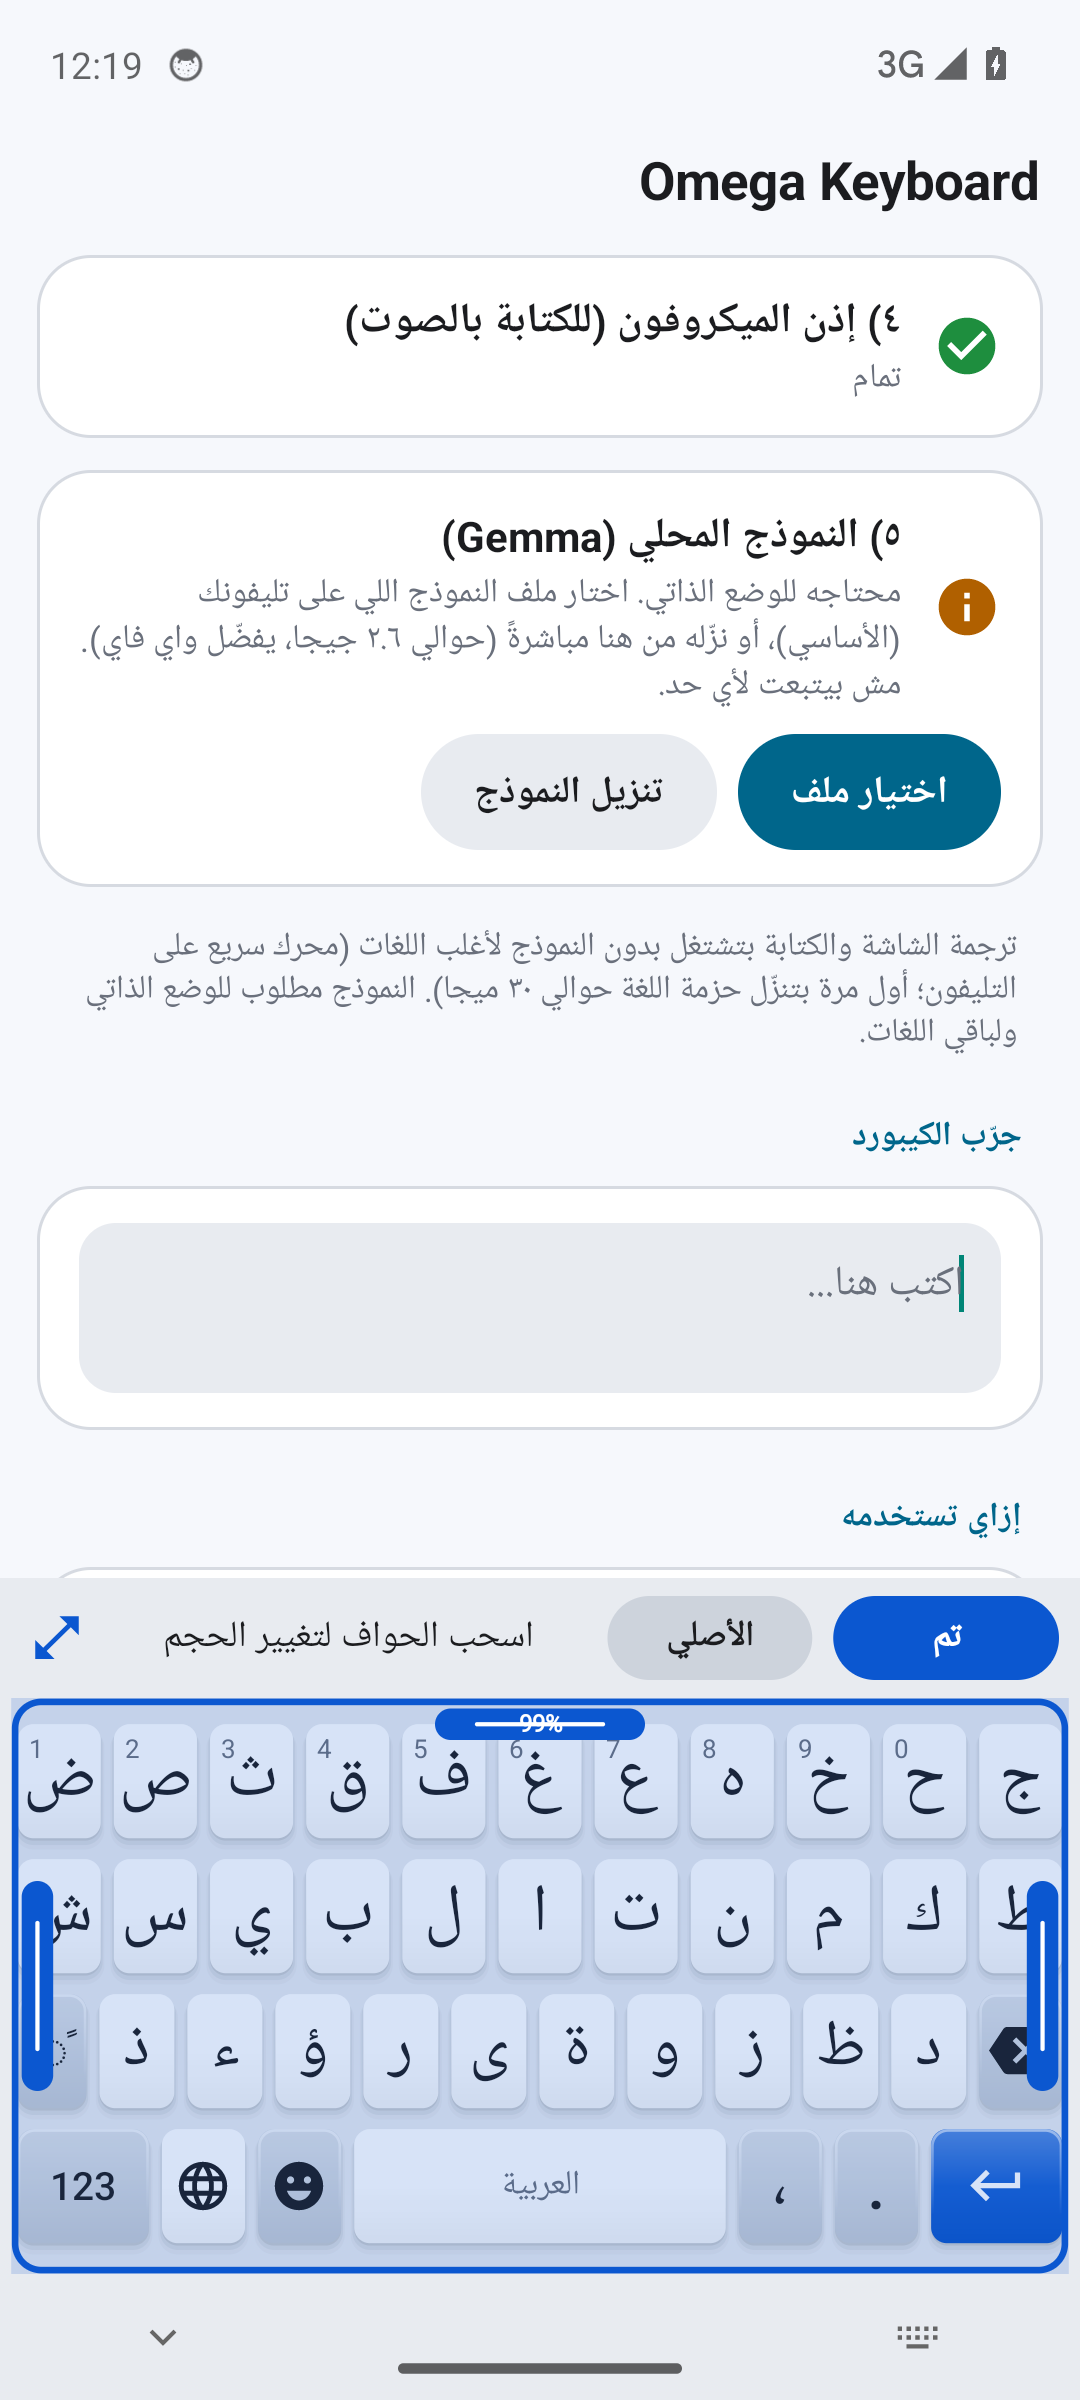 12:19 3G
Omega Keyboard
٤) إذن الميكروفون (للكتابة بالصوت)
تمام
٥) النموذج المحلي (Gemma)
محتاجه للوضع الذاتي. اختار ملف النموذج اللي على تليفونك
(الأساسي)، أو نزّله من هنا مباشرةً (حوالي ٢.٦ جيجا، يفضّل واي فاي).
مش بيتبعت لأي حد.
اختيار ملف تنزيل النموذج
ترجمة الشاشة والكتابة بتشتغل بدون النموذج لأغلب اللغات (محرك سريع على
التليفون؛ أول مرة بتنزّل حزمة اللغة حوالي ٣٠ ميجا). النموذج مطلوب للوضع الذاتي
ولباقي اللغات.
جرّب الكيبورد
اكتب هنا...
إزاي تستخدمه
تم الأصلي اسحب الحواف لتغيير الحجم
99%
1 2 3 4 5 6 7 8 9 0
ض ص ث ق ف غ ع ه خ ح ج
ش س ي ب ل ا ت ن م ك ط
ذ ء ؤ ر ى ة و ز ظ د
123 العربية ، .